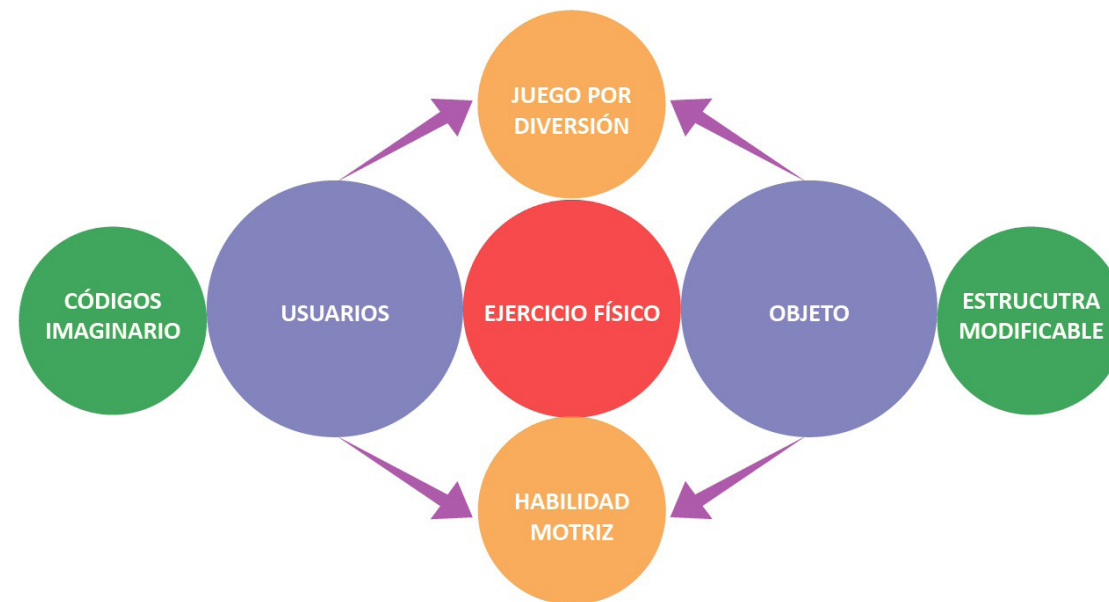 JUEGO POR
DIVERSIÓN
CÓDIGOS
IMAGINARIO
USUARIOS
EJERCICIO FÍSICO
OBJETO
ESTRUCUTRA
MODIFICABLE
HABILIDAD
MOTRIZ